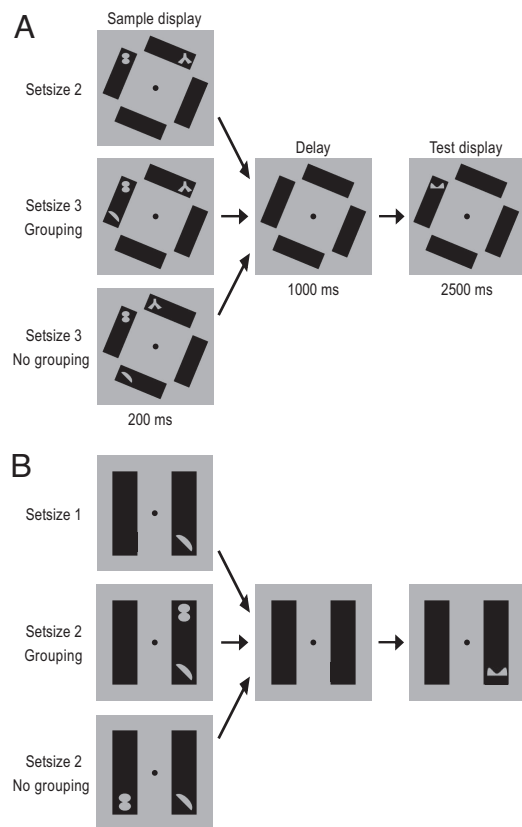 A
Sample display
Setsize 2
Delay
Test display
Setsize 3
Grouping
1000 ms
2500 ms
Setsize 3
No grouping
200 ms
B
Setsize 1
Setsize 2
Grouping
Setsize 2
No grouping